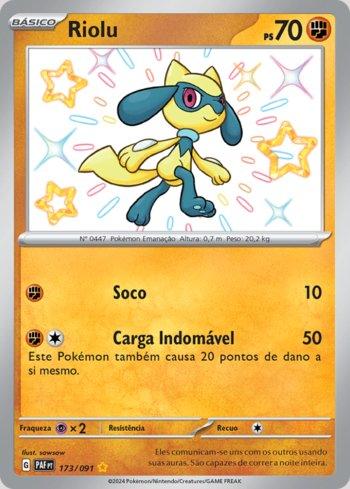 BÁSICO
Riolu
PS 70
Nº 0447 Pokémon Emanação Altura: 0,7 m Peso: 20,2 kg
Soco 10
Carga Indomável 50
Este Pokémon também causa 20 pontos de dano a
si mesmo.
Fraqueza ×2 Resistência Recuo
Ilust. sowsow
G PAF PT 173/091
Eles comunicam-se uns com os outros usando
suas auras. São capazes de correr a noite inteira.
©2024 Pokémon/Nintendo/Creatures/GAME FREAK